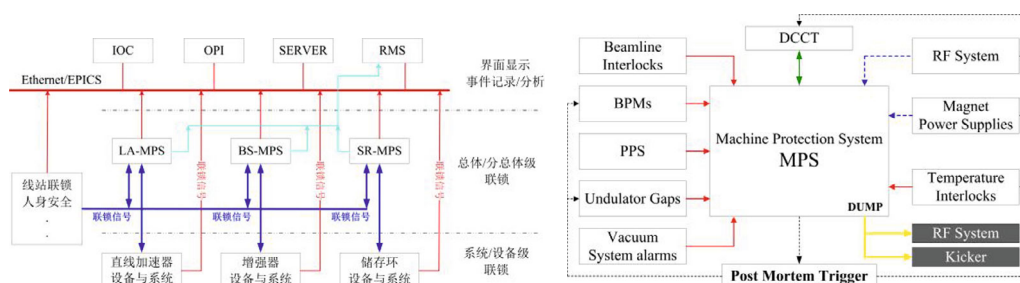 IOC
OPI
SERVER
RMS
Ethernet/EPICS
界面显示
事件记录/分析
LA-MPS
BS-MPS
SR-MPS
联锁信号
联锁信号
联锁信号
总体/分总体级
联锁
线站联锁
人身安全
.
.
联锁信号
联锁信号
联锁信号
直线加速器
设备与系统
增强器
设备与系统
储存环
设备与系统
系统/设备级
联锁
DCCT
Beamline
Interlocks
RF System
BPMs
Magnet
Power Supplies
Machine Protection System
MPS
PPS
Undulator Gaps
Temperature
Interlocks
DUMP
Vacuum
System alarms
RF System
Kicker
Post Mortem Trigger